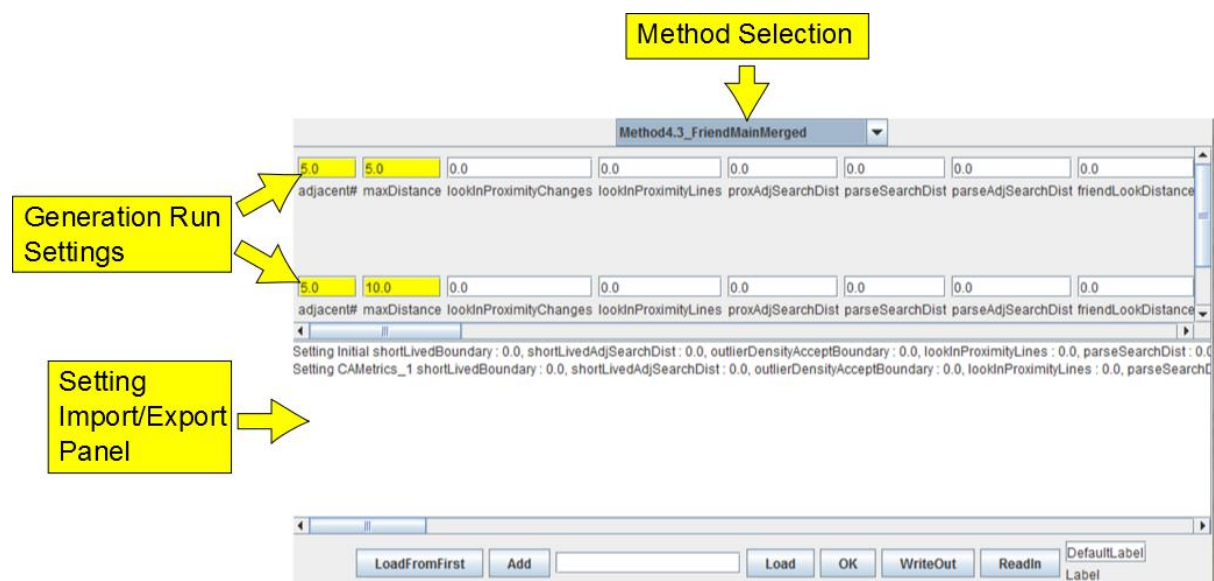 Method Selection
Method4.3_FriendMainMerged
5.0 5.0 0.0 0.0 0.0 0.0 0.0 0.0
adjacent# maxDistance lookInProximityChanges lookInProximityLines proxAdjSearchDist parseSearchDist parseAdjSearchDist friendLookDistance
Generation Run
Settings
5.0 10.0 0.0 0.0 0.0 0.0 0.0 0.0
adjacent# maxDistance lookInProximityChanges lookInProximityLines proxAdjSearchDist parseSearchDist parseAdjSearchDist friendLookDistance
Setting Initial shortLivedBoundary : 0.0, shortLivedAdjSearchDist : 0.0, outlierDensityAcceptBoundary : 0.0, lookInProximityLines : 0.0, parseSearchDist : 0.0
Setting CAMetrics_1 shortLivedBoundary : 0.0, shortLivedAdjSearchDist : 0.0, outlierDensityAcceptBoundary : 0.0, lookInProximityLines : 0.0, parseSearchD
Setting
Import/Export
Panel
LoadFromFirst Add Load OK WriteOut ReadIn DefaultLabel
Label